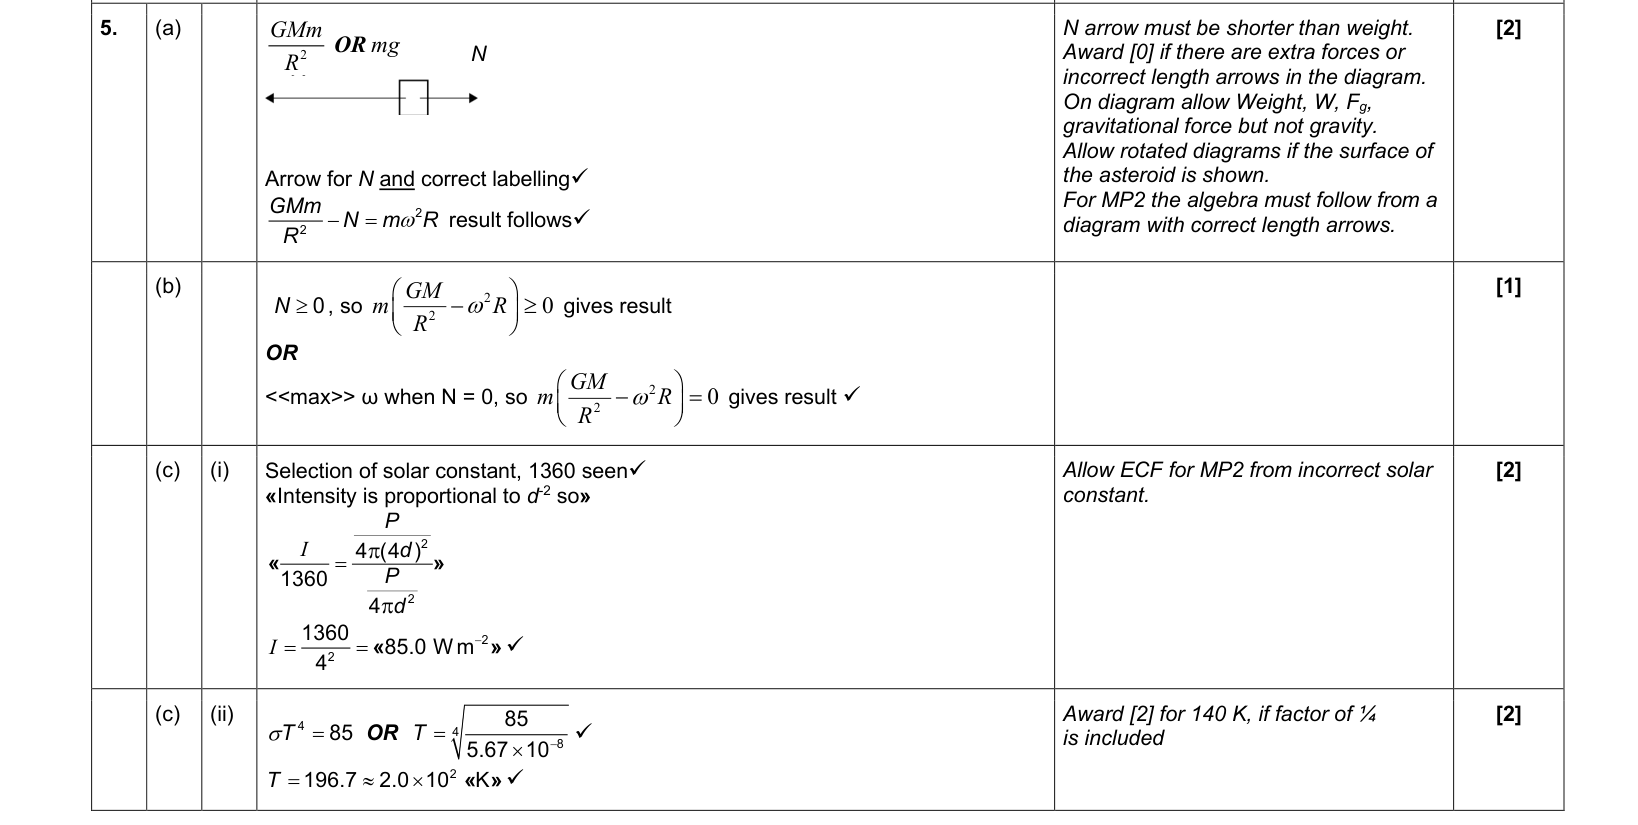 5. (a) GMm/R² OR mg N N arrow must be shorter than weight. [2]
Award [0] if there are extra forces or
incorrect length arrows in the diagram.
On diagram allow Weight, W, Fg,
gravitational force but not gravity.
Allow rotated diagrams if the surface of
the asteroid is shown.
Arrow for N and correct labelling✓
For MP2 the algebra must follow from a
diagram with correct length arrows.
GMm/R² – N = mω²R result follows✓
(b) N ≥ 0, so m(GM/R² – ω²R) ≥ 0 gives result [1]
OR
<<max>> ω when N = 0, so m(GM/R² – ω²R) = 0 gives result ✓
(c) (i) Selection of solar constant, 1360 seen✓ Allow ECF for MP2 from incorrect solar [2]
constant.
«Intensity is proportional to d⁻² so»
«I/1360 = (P/4π(4d)²)/(P/4πd²)»
I = 1360/4² = «85.0 W m⁻²» ✓
(c) (ii) σT⁴ = 85 OR T = ⁴√(85/5.67×10⁻⁸) ✓ Award [2] for 140 K, if factor of ¼ [2]
is included
T = 196.7 ≈ 2.0×10² «K» ✓